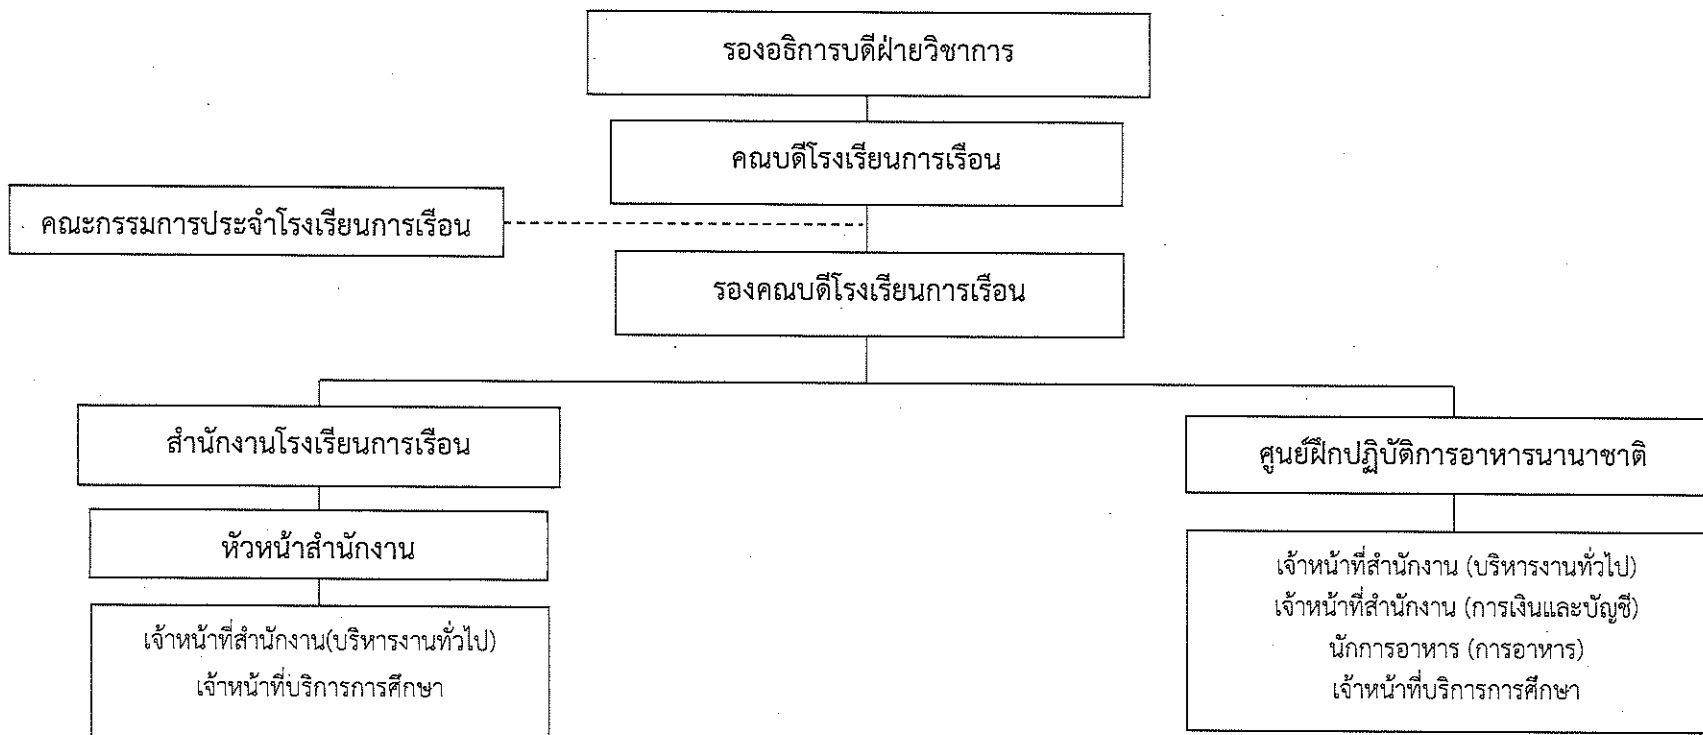 รองอธิการบดีฝ่ายวิชาการ
คณบดีโรงเรียนการเรือน
คณะกรรมการประจำโรงเรียนการเรือน
รองคณบดีโรงเรียนการเรือน
สำนักงานโรงเรียนการเรือน
หัวหน้าสำนักงาน
เจ้าหน้าที่สำนักงาน(บริหารงานทั่วไป)
เจ้าหน้าที่บริการการศึกษา
ศูนย์ฝึกปฏิบัติการอาหารนานาชาติ
เจ้าหน้าที่สำนักงาน (บริหารงานทั่วไป)
เจ้าหน้าที่สำนักงาน (การเงินและบัญชี)
นักการอาหาร (การอาหาร)
เจ้าหน้าที่บริการการศึกษา